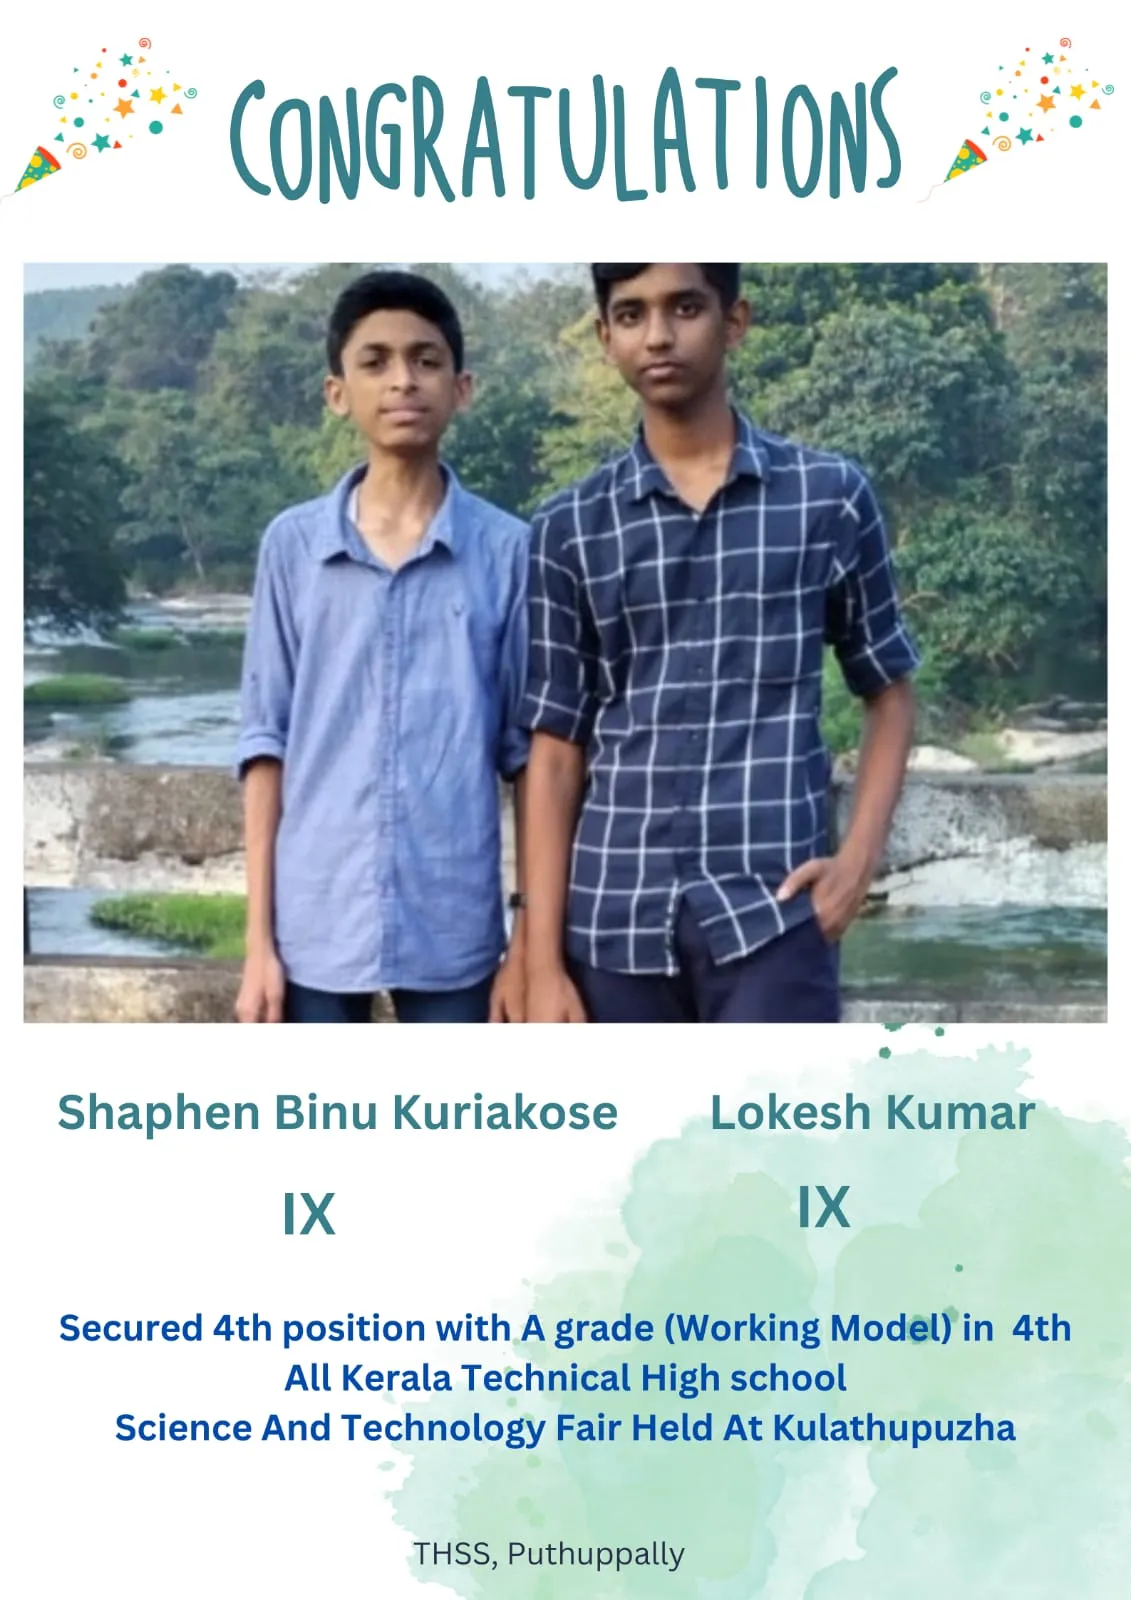 CONGRATULATIONS
Shaphen Binu Kuriakose
Lokesh Kumar
IX
IX
Secured 4th position with A grade (Working Model) in 4th
All Kerala Technical High school
Science And Technology Fair Held At Kulathupuzha
THSS, Puthuppally